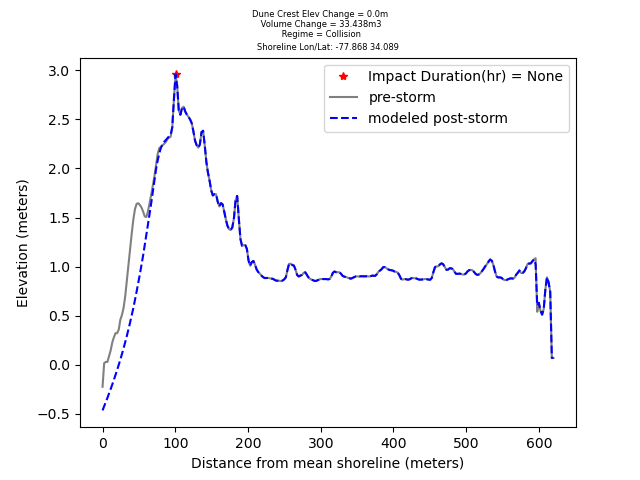 Dune Crest Elev Change = 0.0m
Volume Change = 33.438m3
Regime = Collision
Shoreline Lon/Lat: -77.868 34.089
Impact Duration(hr) = None
pre-storm
modeled post-storm
Elevation (meters)
3.0
2.5
2.0
1.5
1.0
0.5
0.0
−0.5
0 100 200 300 400 500 600
Distance from mean shoreline (meters)